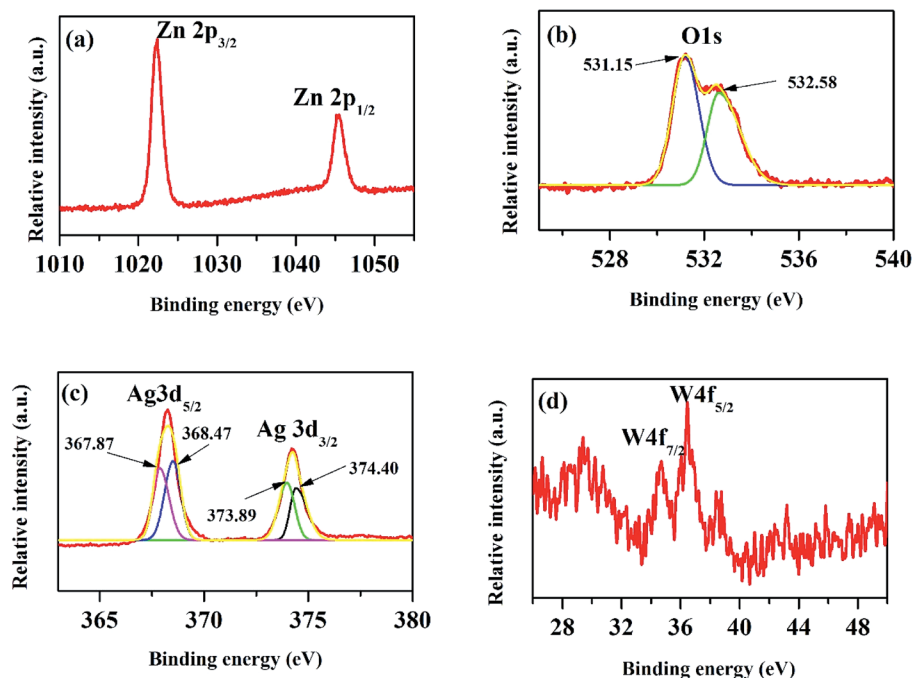 (a)
Zn 2p3/2
Zn 2p1/2
Relative intensity (a.u.)
1010 1020 1030 1040 1050
Binding energy (eV)
(b)
O1s
531.15
532.58
Relative intensity (a.u.)
528 532 536 540
Binding energy (eV)
(c)
Ag3d5/2
367.87
368.47
Ag 3d3/2
374.40
373.89
Relative intensity (a.u.)
365 370 375 380
Binding energy (eV)
(d)
W4f5/2
W4f7/2
Relative intensity (a.u.)
28 32 36 40 44 48
Binding energy (eV)